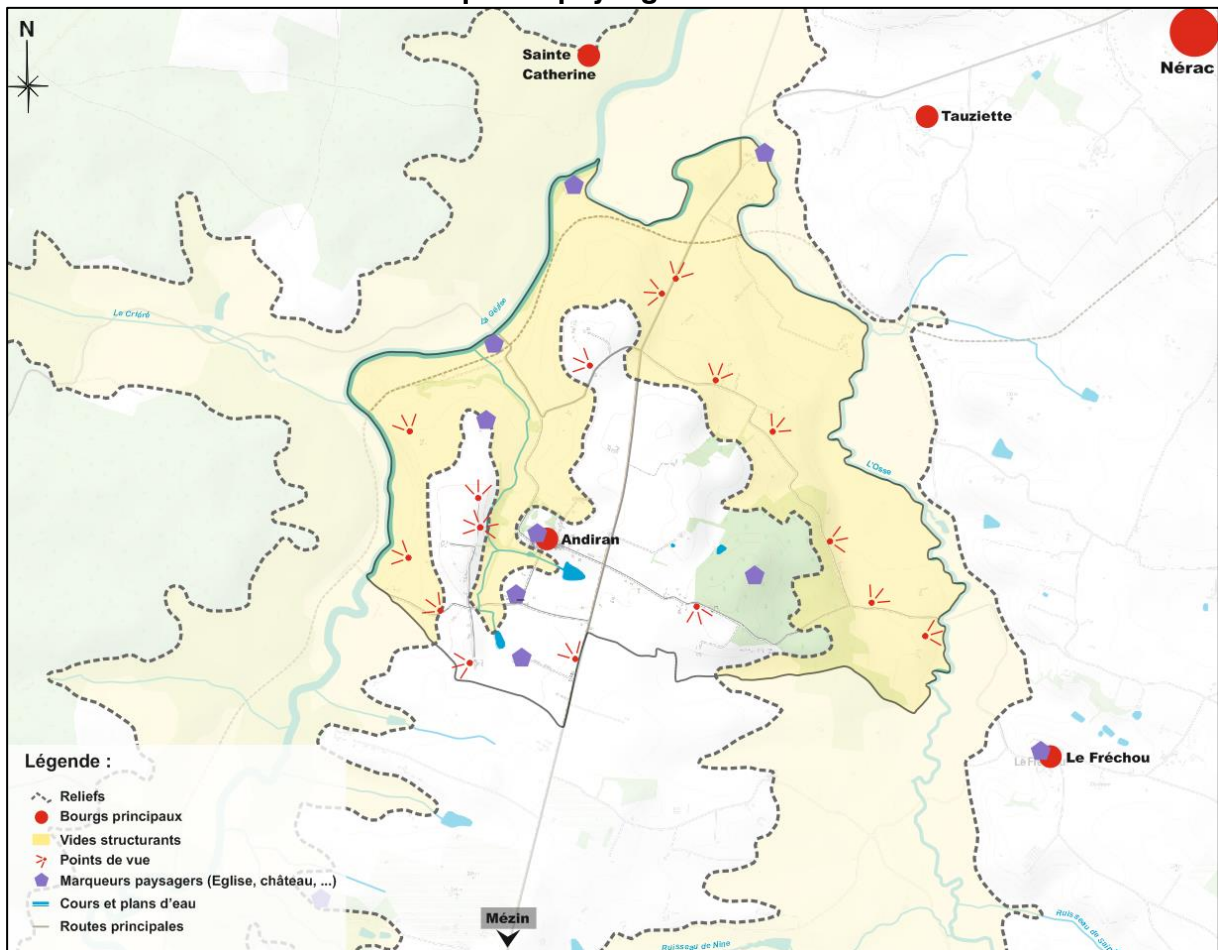 N
Sainte
Catherine
Nérac
Tauziette
Le Créré
La Gélise
L'Osse
Andiran
Le Fréchou
Légende :
Reliefs
Bourgs principaux
Vides structurants
Points de vue
Marqueurs paysagers (Eglise, château, ...)
Cours et plans d'eau
Routes principales
Mézin
Ruisseau de Nine